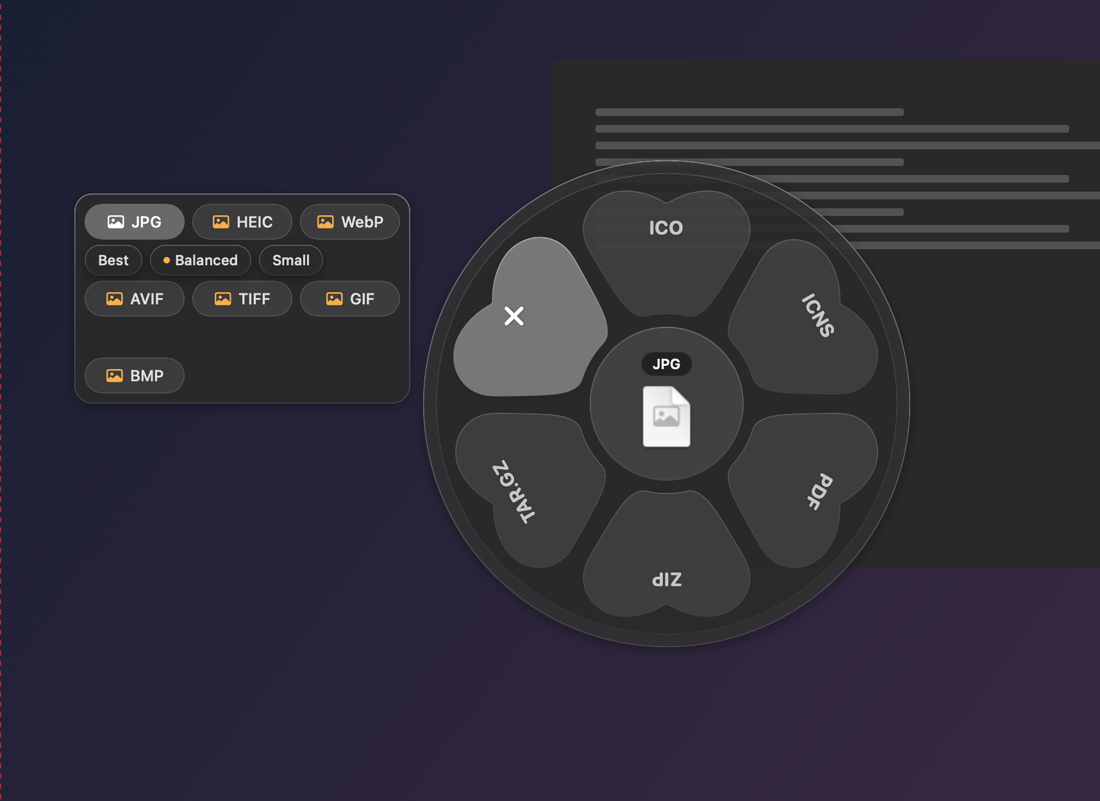 JPG HEIC WebP
Best Balanced Small
AVIF TIFF GIF
BMP
ICO
ICNS
JPG
TAR.GZ
PDF
ZIP